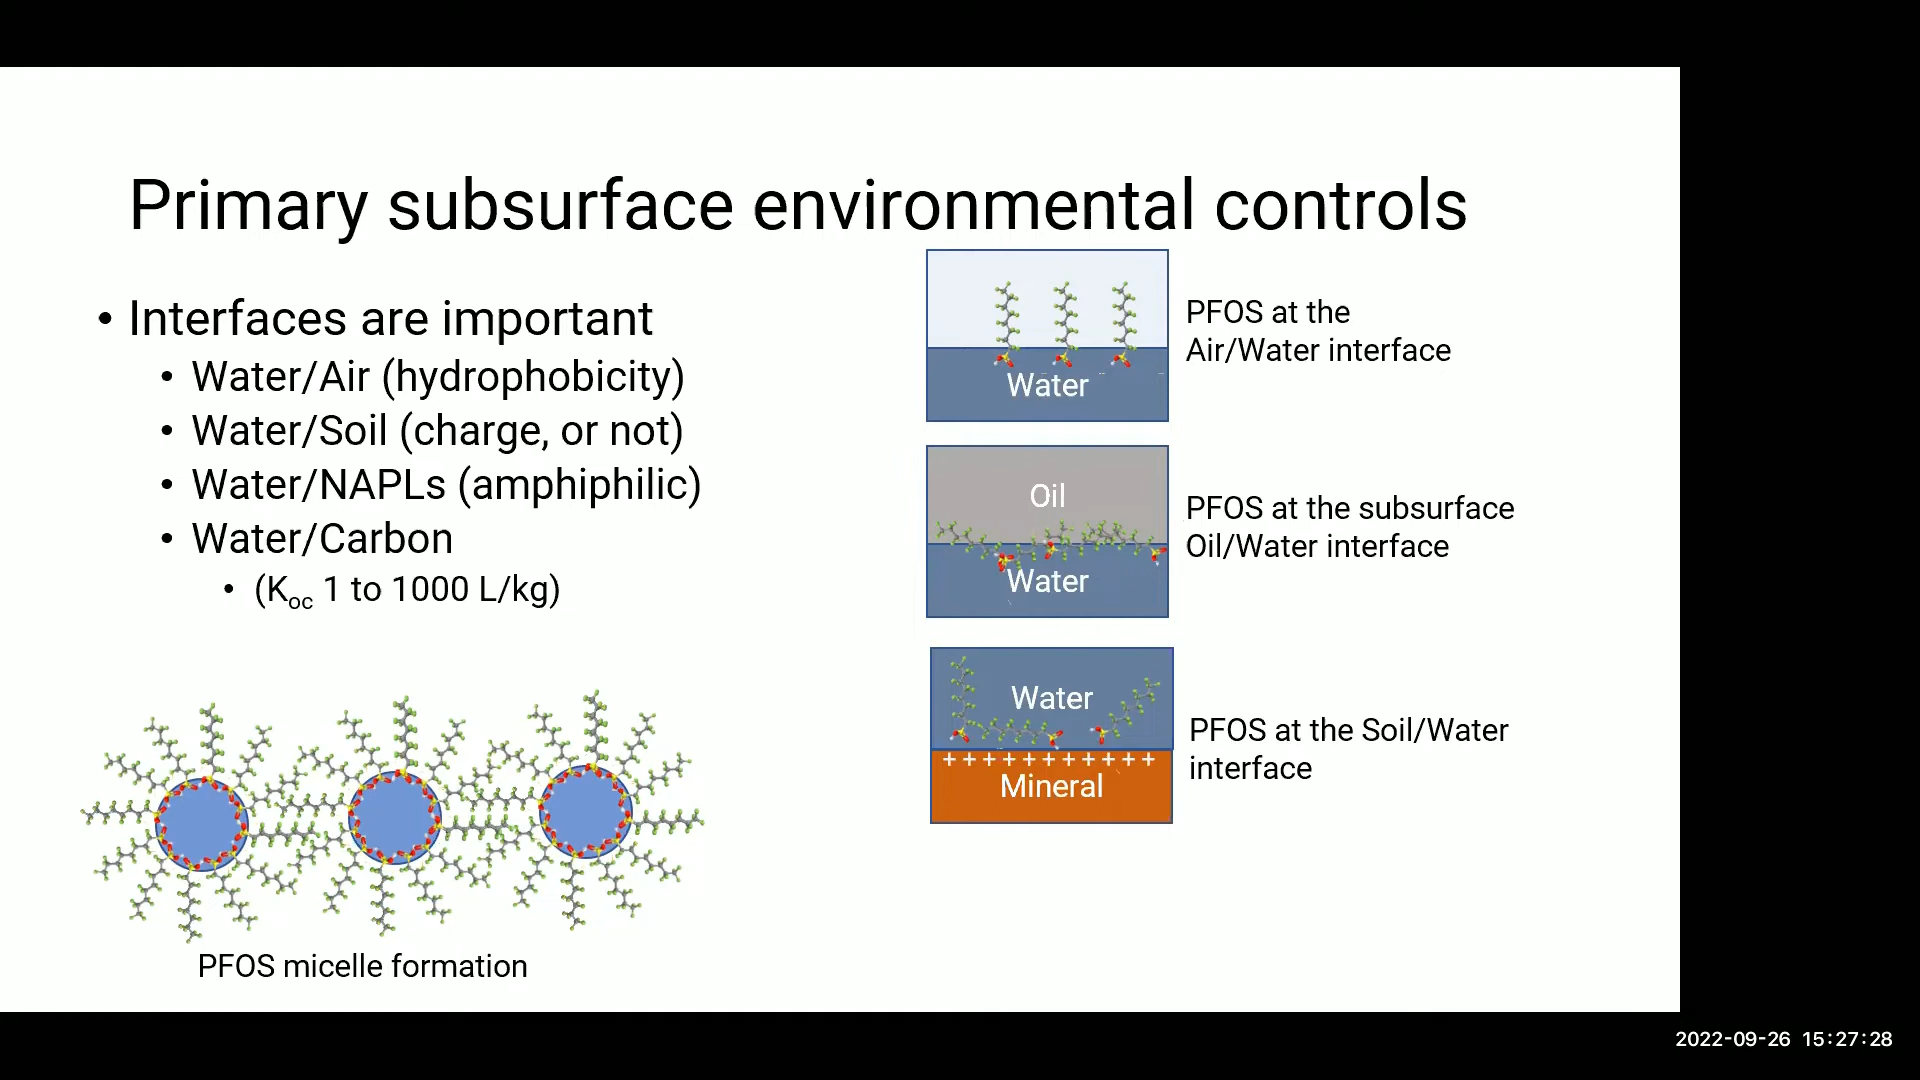 Primary subsurface environmental controls
• Interfaces are important
• Water/Air (hydrophobicity)
• Water/Soil (charge, or not)
• Water/NAPLs (amphiphilic)
• Water/Carbon
• (Koc 1 to 1000 L/kg)
PFOS micelle formation
Water
PFOS at the
Air/Water interface
Oil
Water
PFOS at the subsurface
Oil/Water interface
Water
+ + + + + + + + + + +
Mineral
PFOS at the Soil/Water
interface
2022-09-26 15:27:28